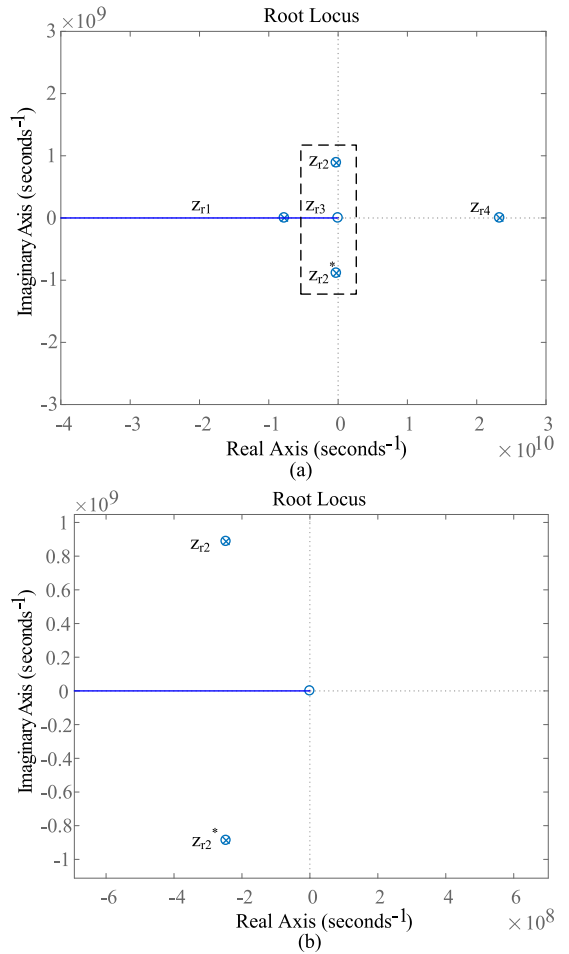 Root Locus
×10^9
3
2
1
0
-1
-2
-3
Imaginary Axis (seconds^-1)
z_r2
z_r1
z_r3
z_r4
z_r2*
-4
-3
-2
-1
0
1
2
3
Real Axis (seconds^-1)
×10^10
(a)
Root Locus
×10^9
1
0.8
0.6
0.4
0.2
0
-0.2
-0.4
-0.6
-0.8
-1
Imaginary Axis (seconds^-1)
z_r2
z_r2*
-6
-4
-2
0
2
4
6
Real Axis (seconds^-1)
×10^8
(b)